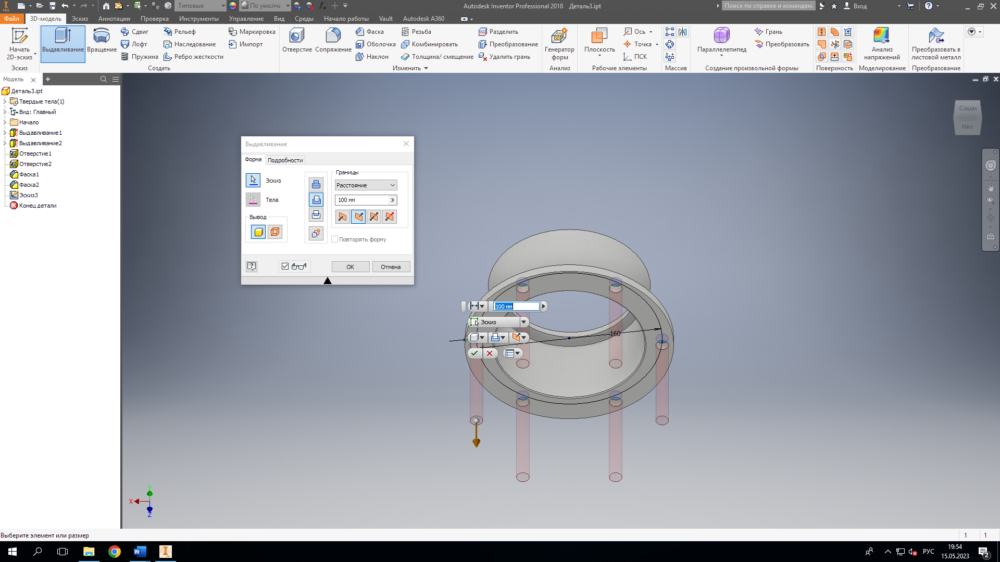 Типовые
По умолча
Autodesk Inventor Professional 2018 Деталь3.ipt
Поиск по справке и командам.
Вход
PRO
Файл
3D-модель
Эскиз
Аннотации
Проверка
Инструменты
Управление
Вид
Среды
Начало работы
Vault
Autodesk A360
Начать
2D-эскиз
Эскиз
Выдавливание
Вращение
Сдвиг
Лофт
Пружина
Рельеф
Наследование
Ребро жесткости
Маркировка
Импорт
Создать
Отверстие
Сопряжение
Фаска
Оболочка
Наклон
Резьба
Комбинировать
Толщина/ смещение
Разделить
Преобразование
Удалить грань
Изменить
Генератор
форм
Анализ
Плоскость
Ось
Точка
ПСК
Рабочие элементы
Массив
Параллелепипед
Грань
Преобразовать
Создание произвольной формы
Поверхность
Анализ
напряжений
Моделирование
Преобразовать в
листовой металл
Преобразование
Модель
Деталь3.ipt
Твердые тела(1)
Вид: Главный
Начало
Выдавливание1
Выдавливание2
Отверстие1
Отверстие2
Фаска1
Фаска2
Эскиз3
Конец детали
Выдавливание
Форма
Подробности
Эскиз
Тела
Вывод
Границы
Расстояние
100 мм
Повторять форму
OK
Отмена
100 мм
Эскиз
160
Сзади
Низ
Y
X
Z
Выберите элемент или размер
1
1
РУС
19:54
15.05.2023
2